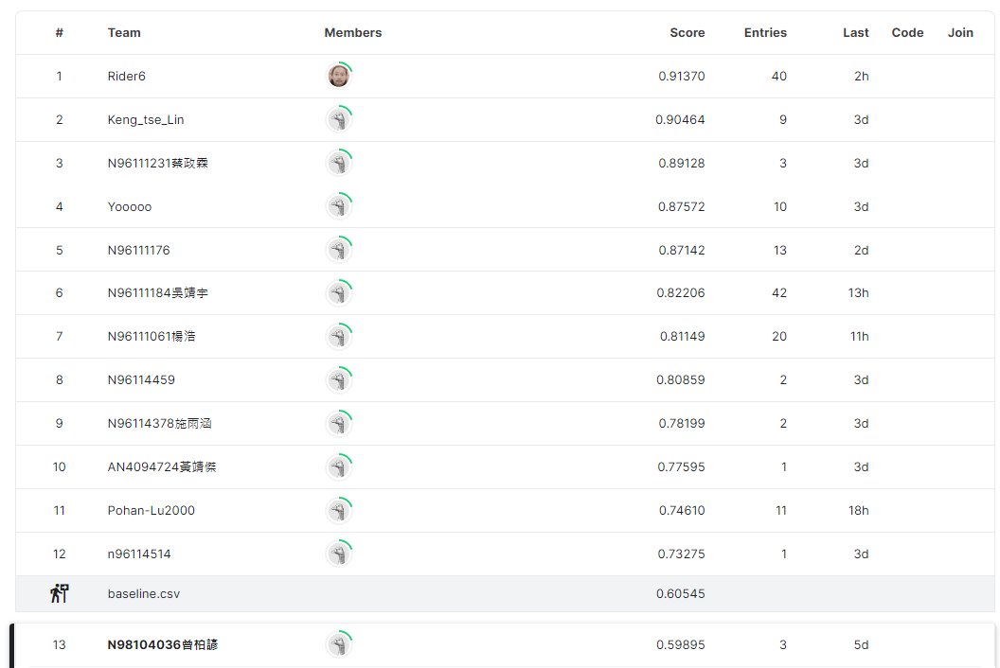 # Team Members Score Entries Last Code Join
1 Rider6 0.91370 40 2h
2 Keng_tse_Lin 0.90464 9 3d
3 N96111231蔡政霖 0.89128 3 3d
4 Yooooo 0.87572 10 3d
5 N96111176 0.87142 13 2d
6 N96111184吳靖宇 0.82206 42 13h
7 N96111061楊浩 0.81149 20 11h
8 N96114459 0.80859 2 3d
9 N96114378施雨涵 0.78199 2 3d
10 AN4094724黃靖傑 0.77595 1 3d
11 Pohan-Lu2000 0.74610 11 18h
12 n96114514 0.73275 1 3d
baseline.csv 0.60545
13 N98104036曾柏諺 0.59895 3 5d